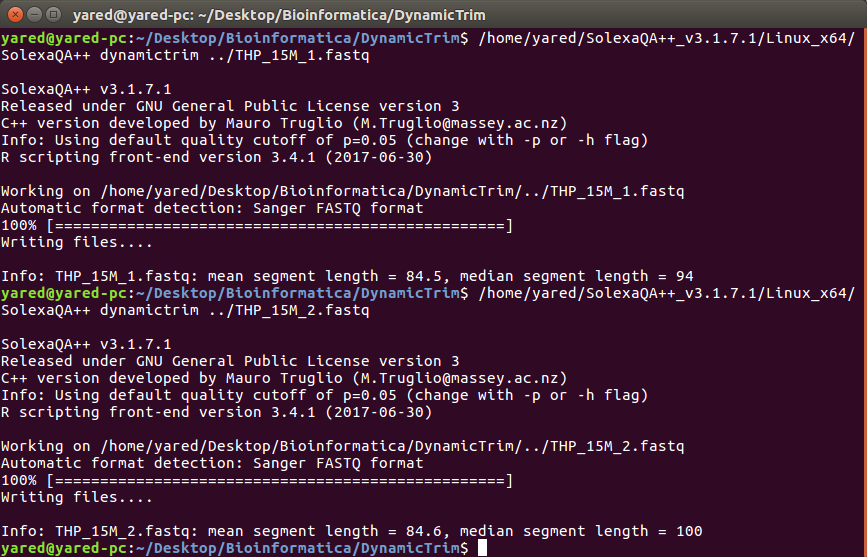 yared@yared-pc: ~/Desktop/Bioinformatica/DynamicTrim
yared@yared-pc:~/Desktop/Bioinformatica/DynamicTrim$ /home/yared/SolexaQA++_v3.1.7.1/Linux_x64/
SolexaQA++ dynamictrim ../THP_15M_1.fastq
SolexaQA++ v3.1.7.1
Released under GNU General Public License version 3
C++ version developed by Mauro Truglio (M.Truglio@massey.ac.nz)
Info: Using default quality cutoff of p=0.05 (change with -p or -h flag)
R scripting front-end version 3.4.1 (2017-06-30)
Working on /home/yared/Desktop/Bioinformatica/DynamicTrim/../THP_15M_1.fastq
Automatic format detection: Sanger FASTQ format
100% [==================================================]
Writing files....
Info: THP_15M_1.fastq: mean segment length = 84.5, median segment length = 94
yared@yared-pc:~/Desktop/Bioinformatica/DynamicTrim$ /home/yared/SolexaQA++_v3.1.7.1/Linux_x64/
SolexaQA++ dynamictrim ../THP_15M_2.fastq
SolexaQA++ v3.1.7.1
Released under GNU General Public License version 3
C++ version developed by Mauro Truglio (M.Truglio@massey.ac.nz)
Info: Using default quality cutoff of p=0.05 (change with -p or -h flag)
R scripting front-end version 3.4.1 (2017-06-30)
Working on /home/yared/Desktop/Bioinformatica/DynamicTrim/../THP_15M_2.fastq
Automatic format detection: Sanger FASTQ format
100% [==================================================]
Writing files....
Info: THP_15M_2.fastq: mean segment length = 84.6, median segment length = 100
yared@yared-pc:~/Desktop/Bioinformatica/DynamicTrim$